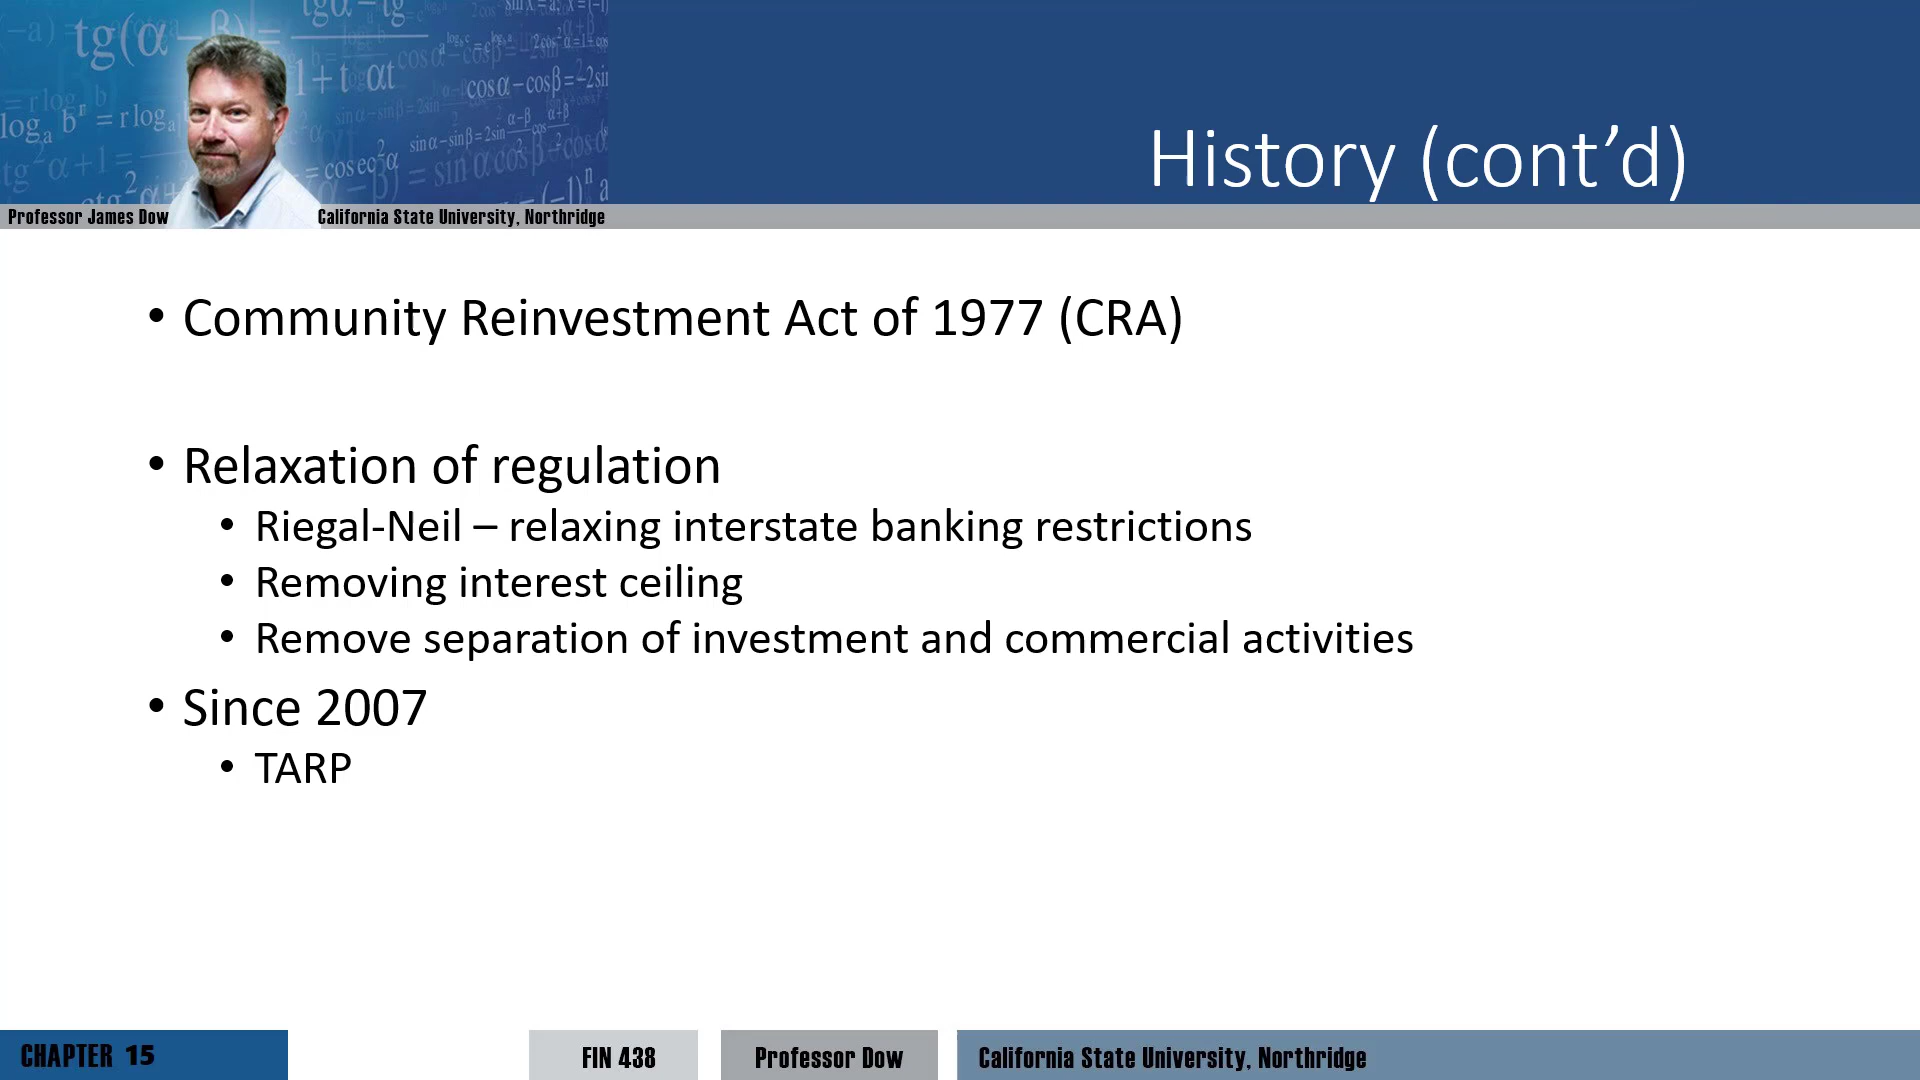 Professor James Dow
California State University, Northridge
History (cont’d)
• Community Reinvestment Act of 1977 (CRA)
• Relaxation of regulation
• Riegal-Neil – relaxing interstate banking restrictions
• Removing interest ceiling
• Remove separation of investment and commercial activities
• Since 2007
• TARP
CHAPTER 15
FIN 438
Professor Dow
California State University, Northridge